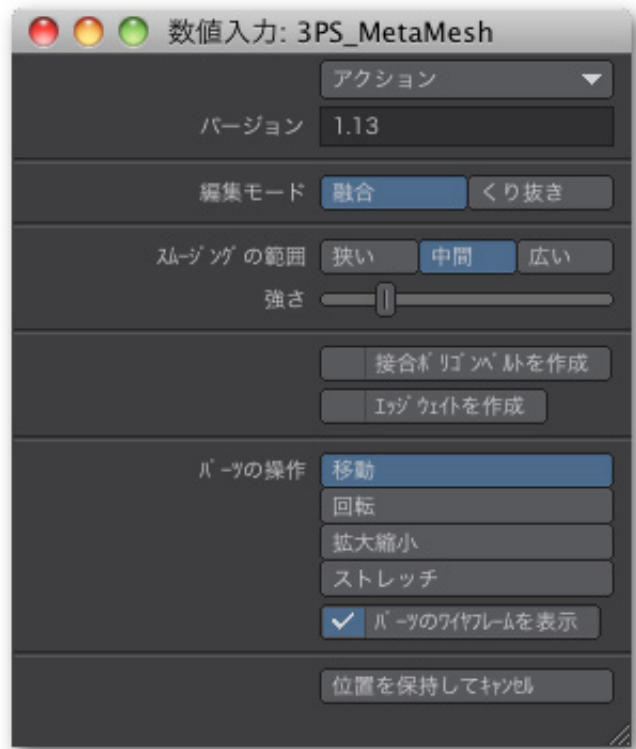 数値入力: 3PS_MetaMesh
アクション
バージョン 1.13
編集モード 融合 くり抜き
ｽﾑｰｼﾞﾝｸﾞの範囲 狭い 中間 広い
強さ
接合ﾎﾟﾘｺﾞﾝﾍﾞﾙﾄを作成
ｴｯｼﾞｳｪｲﾄを作成
ﾊﾟｰﾂの操作 移動
回転
拡大縮小
ストレッチ
ﾊﾟｰﾂのﾜｲﾔﾌﾚｰﾑを表示
位置を保持してｷｬﾝｾﾙ